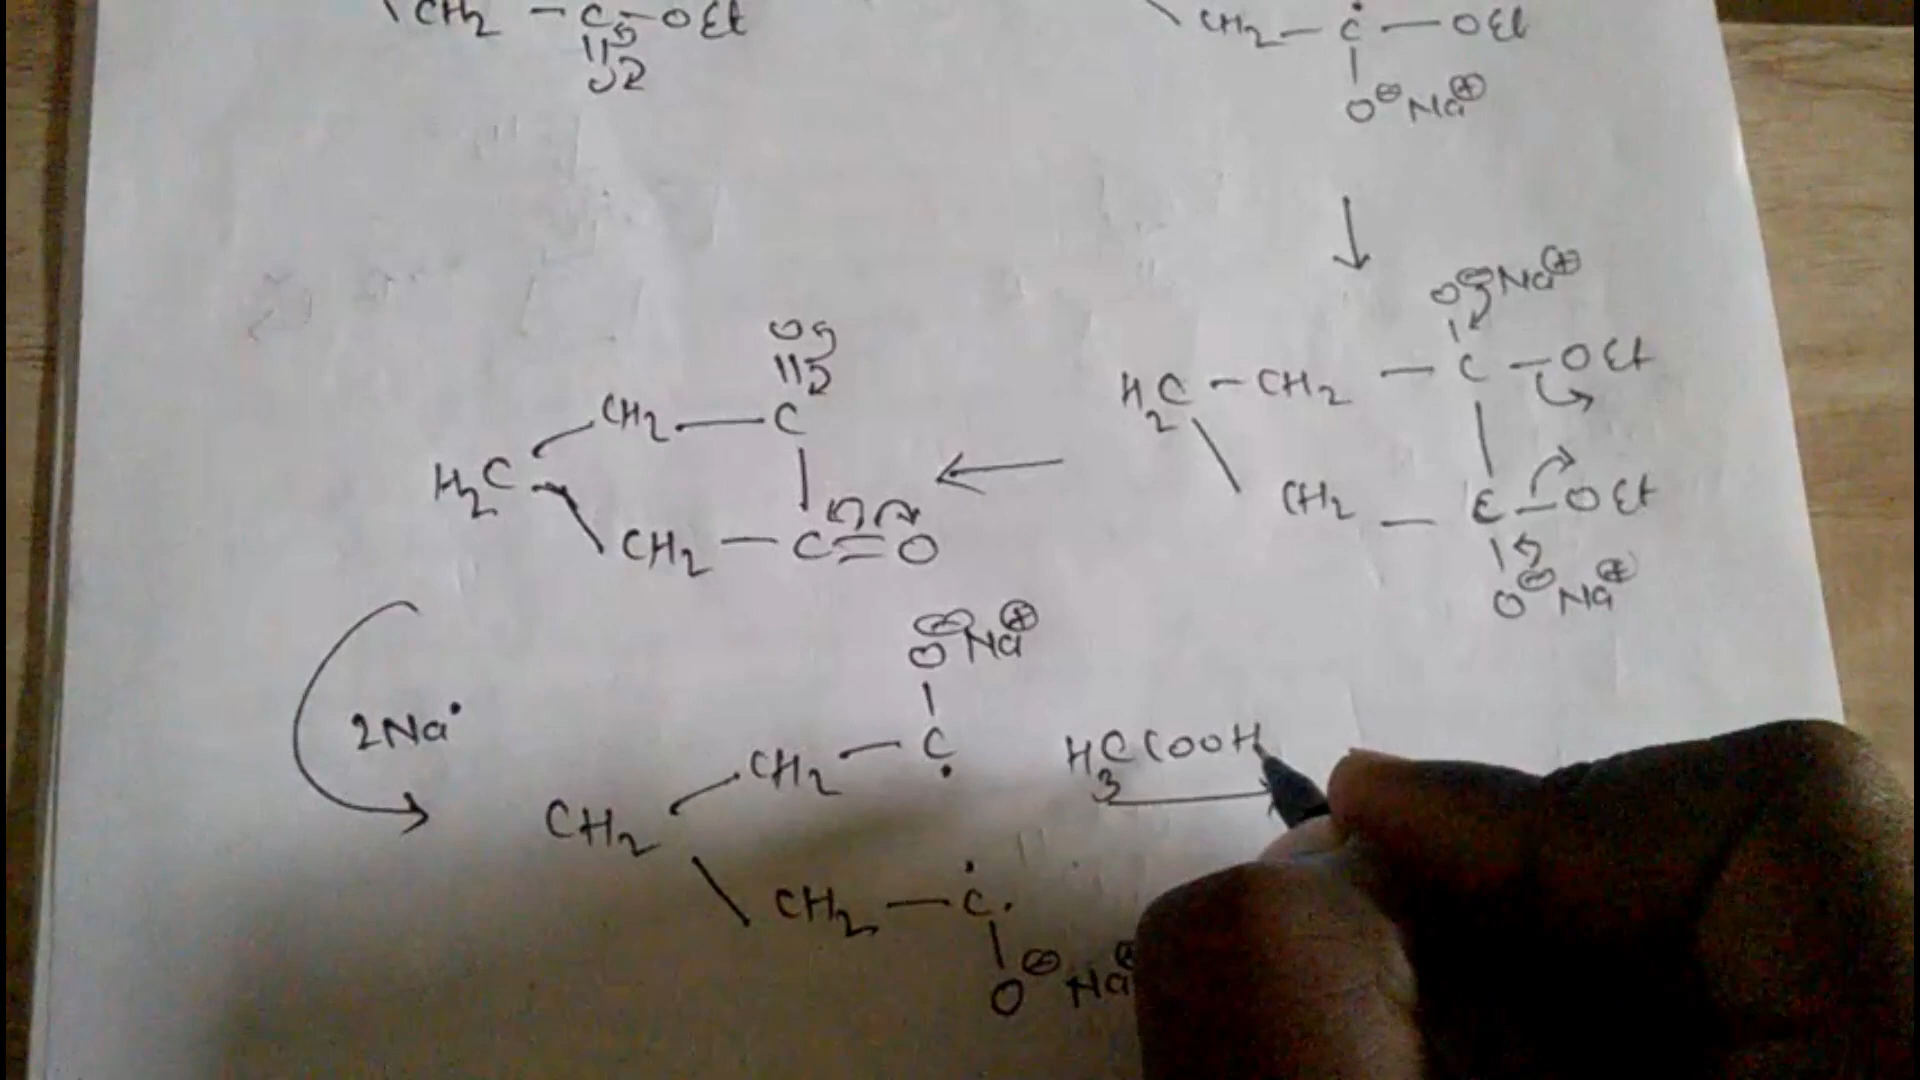 CH₂ – C – OEt
||
O
CH₂ – Ċ – OEt
|
O⊖ Na⊕
↓
O⊖ Na⊕
|
H₂C – CH₂ – C – OEt
|
CH₂ – C – OEt
|
O⊖ Na⊕
←
O
||
CH₂ – C
H₂C
|
CH₂ – C = O
2Na•
O⊖ Na⊕
|
CH₂ – C•
CH₂
CH₂ – Ċ•
|
O⊖ Na⊕
H₃CCOOH